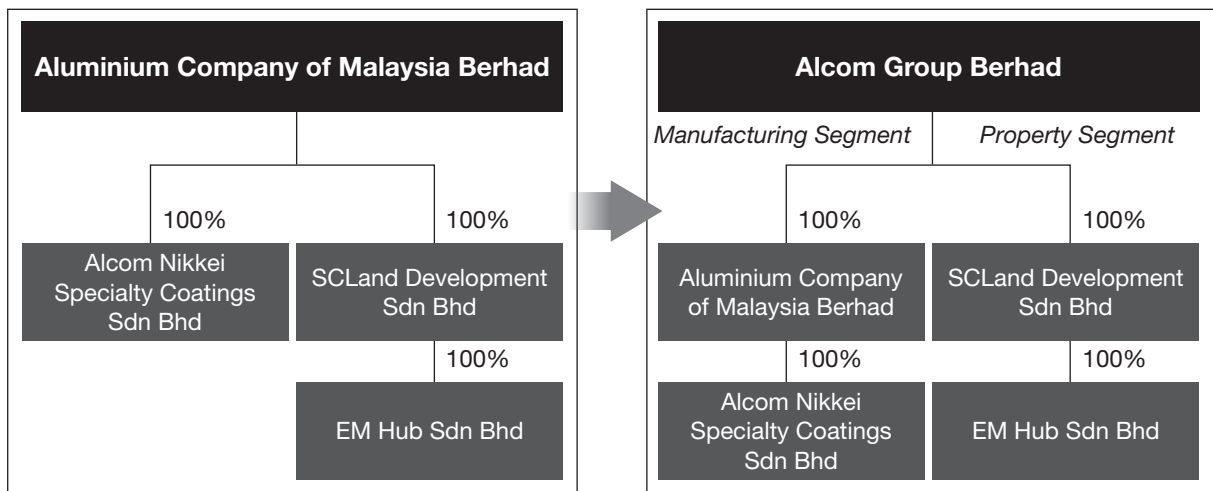 Aluminium Company of Malaysia Berhad
100%
100%
Alcom Nikkei
Specialty Coatings
Sdn Bhd
SCLand Development
Sdn Bhd
100%
EM Hub Sdn Bhd
Alcom Group Berhad
Manufacturing Segment
Property Segment
100%
100%
Aluminium Company
of Malaysia Berhad
SCLand Development
Sdn Bhd
100%
100%
Alcom Nikkei
Specialty Coatings
Sdn Bhd
EM Hub Sdn Bhd